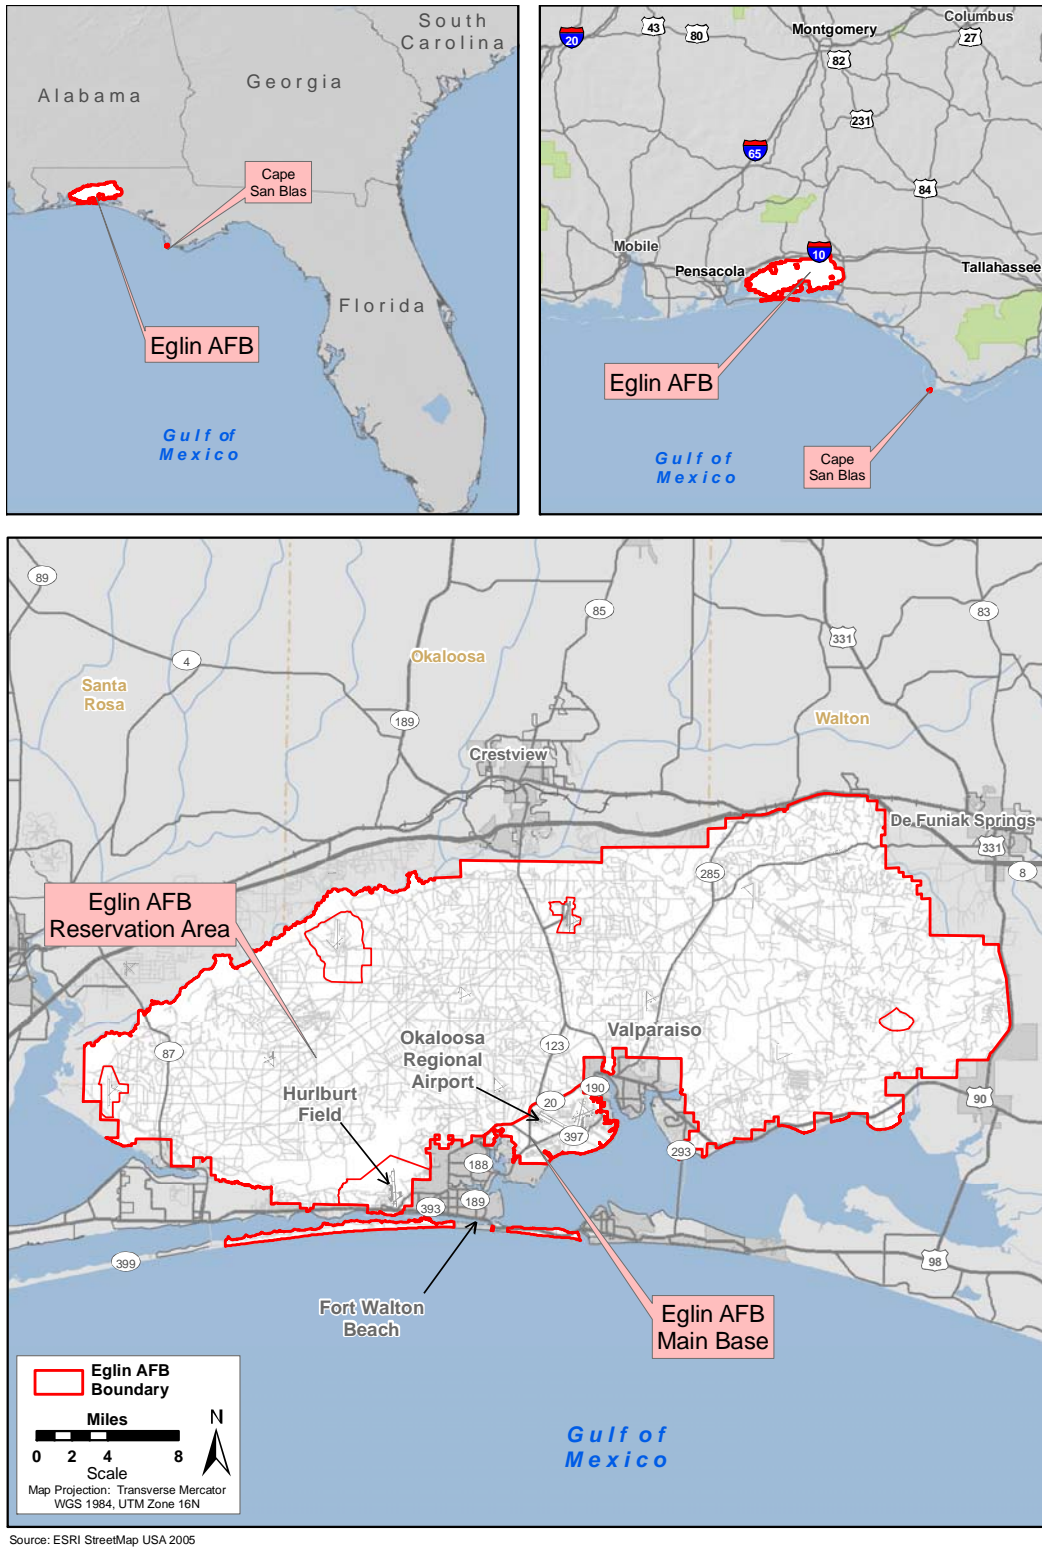 South
Carolina
Georgia
Alabama
Cape
San Blas
Florida
Eglin AFB
Gulf of
Mexico
Columbus
43
80
20
Montgomery
27
82
231
65
84
Mobile
10
Pensacola
Tallahassee
Eglin AFB
Gulf of
Mexico
Cape
San Blas
89
85
83
331
4
Okaloosa
Santa
Rosa
189
Walton
Crestview
De Funiak Springs
331
285
8
Eglin AFB
Reservation Area
87
123
Valparaiso
Okaloosa
Regional
Airport
Hurlburt
Field
190
20
90
397
293
188
189
393
399
98
Fort Walton
Beach
Eglin AFB
Main Base
Eglin AFB
Boundary
Miles
N
0 2 4 8
Scale
Map Projection: Transverse Mercator
WGS 1984, UTM Zone 16N
Gulf of
Mexico
Source: ESRI StreetMap USA 2005